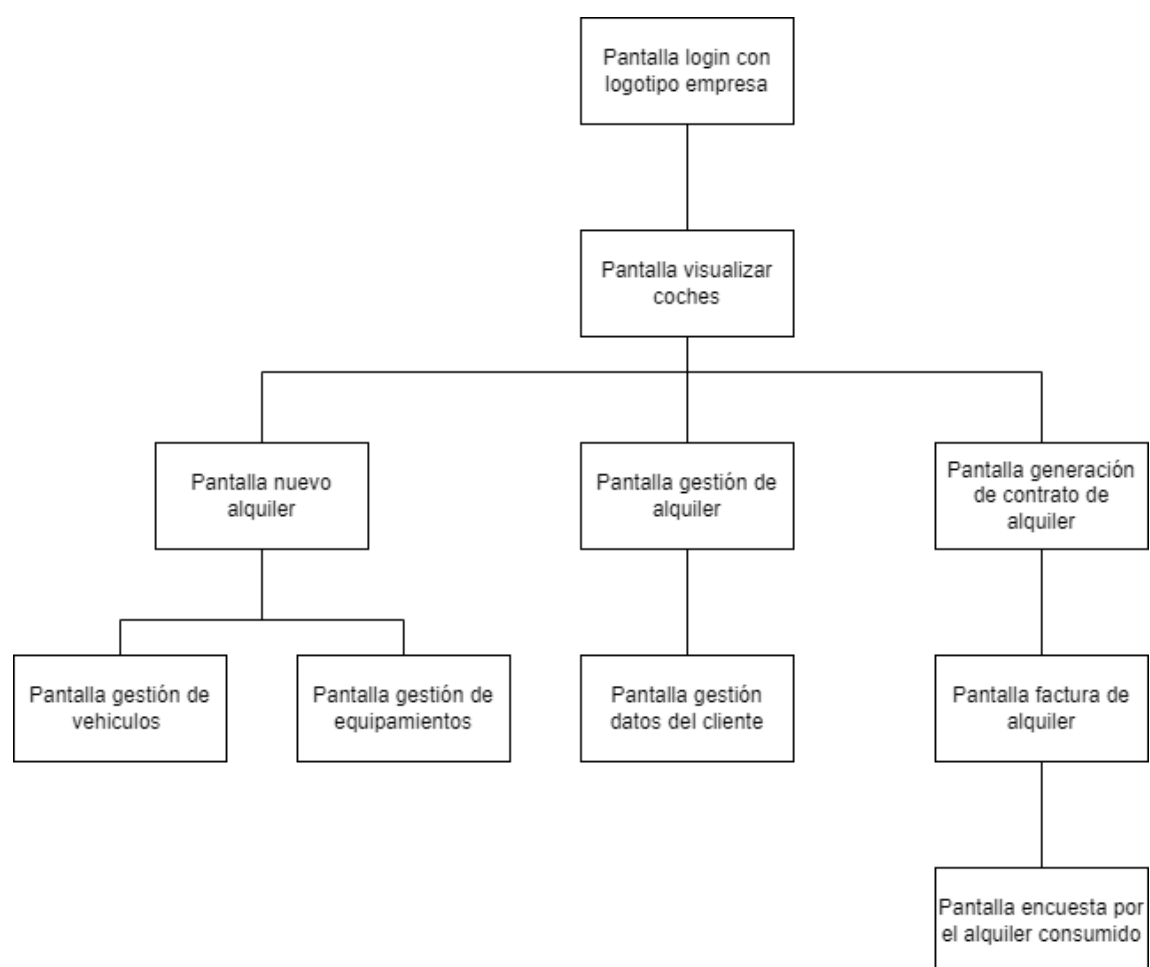 Pantalla login con
logotipo empresa
Pantalla visualizar
coches
Pantalla nuevo
alquiler
Pantalla gestión de
alquiler
Pantalla generación
de contrato de
alquiler
Pantalla gestión de
vehiculos
Pantalla gestión de
equipamientos
Pantalla gestión
datos del cliente
Pantalla factura de
alquiler
Pantalla encuesta por
el alquiler consumido